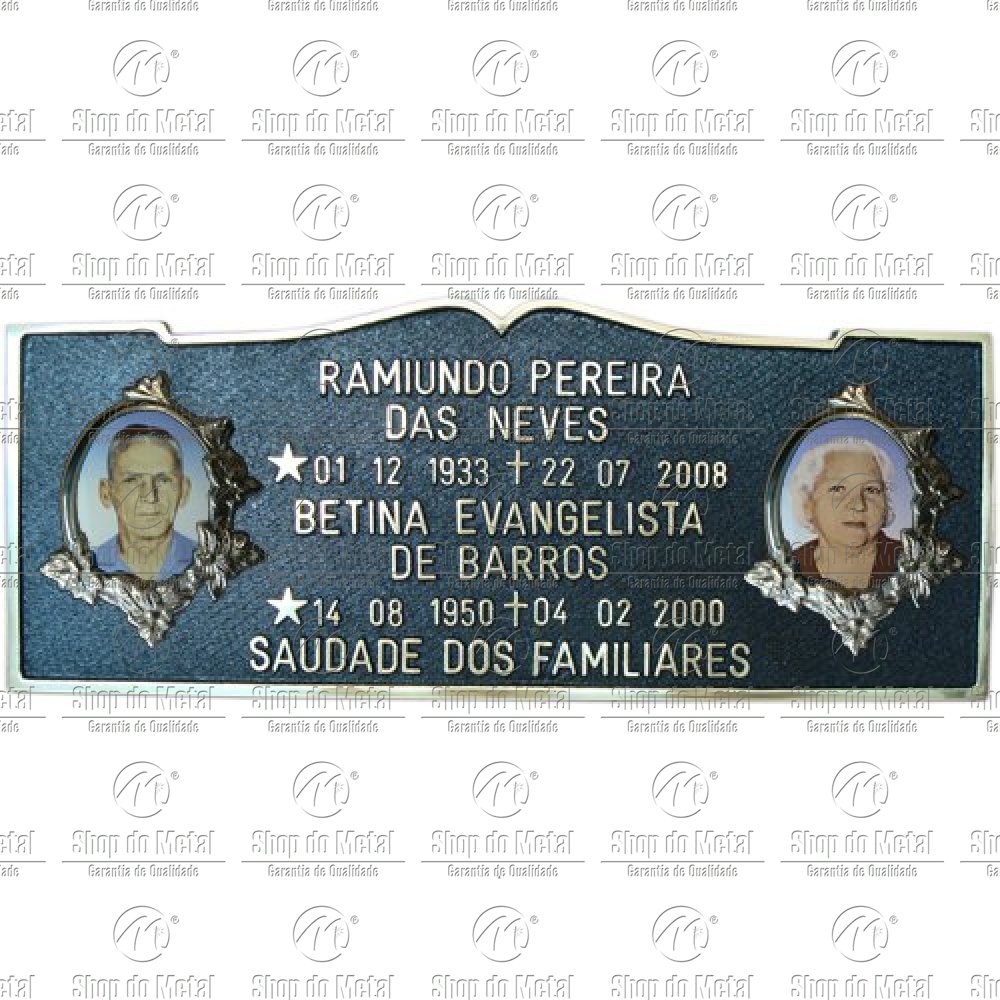 RAMIUNDO PEREIRA
DAS NEVES
★01 12 1933 ✝22 07 2008
BETINA EVANGELISTA
DE BARROS
★14 08 1950 ✝04 02 2000
SAUDADE DOS FAMILIARES
Shop do Metal
Garantia de Qualidade